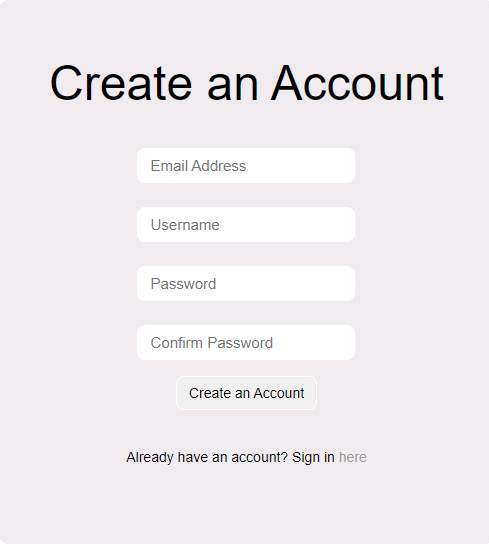 Create an Account
Email Address
Username
Password
Confirm Password
Create an Account
Already have an account? Sign in here